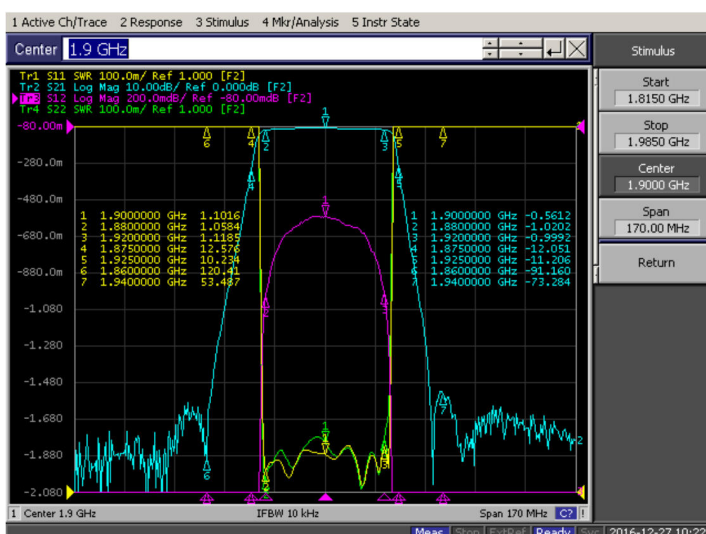 1 Active Ch/Trace 2 Response 3 Stimulus 4 Mkr/Analysis 5 Instr State
Center 1.9 GHz
Stimulus
Tr1 S11 SWR 100.0m/ Ref 1.000 [F2]
Tr2 S21 Log Mag 10.00dB/ Ref 0.000dB [F2]
Tr3 S12 Log Mag 200.0mdB/ Ref -80.00mdB [F2]
Tr4 S22 SWR 100.0m/ Ref 1.000 [F2]
Start
1.8150 GHz
Stop
1.9850 GHz
Center
1.9000 GHz
Span
170.00 MHz
Return
-80.00m
-280.0m
-480.0m
-680.0m
-880.0m
-1.080
-1.280
-1.480
-1.680
-1.880
-2.080
1 1.9000000 GHz 1.1016
2 1.8800000 GHz 1.0584
3 1.9200000 GHz 1.1185
4 1.8750000 GHz 12.576
5 1.9250000 GHz 10.234
6 1.8600000 GHz 120.41
7 1.9400000 GHz 53.487
1 1.9000000 GHz -0.5612
2 1.8800000 GHz -1.0202
3 1.9200000 GHz -0.9992
4 1.8750000 GHz -12.051
5 1.9250000 GHz -11.206
6 1.8600000 GHz -91.160
7 1.9400000 GHz -73.284
1 Center 1.9 GHz IFBW 10 kHz Span 170 MHz C? !
Meas Stop ExtRef Ready Svc 2016-12-27 10:22